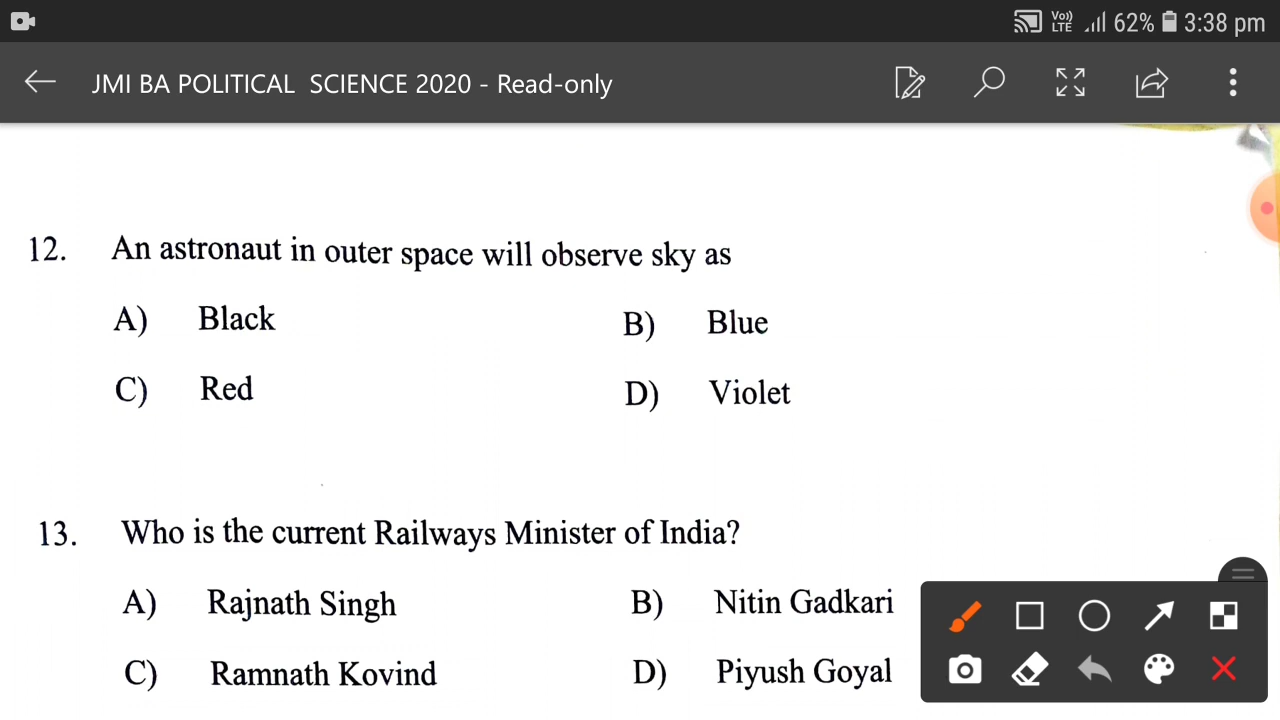 Vo)) LTE 62% 3:38 pm
JMI BA POLITICAL SCIENCE 2020 - Read-only
12. An astronaut in outer space will observe sky as
A) Black B) Blue
C) Red D) Violet
13. Who is the current Railways Minister of India?
A) Rajnath Singh B) Nitin Gadkari
C) Ramnath Kovind D) Piyush Goyal